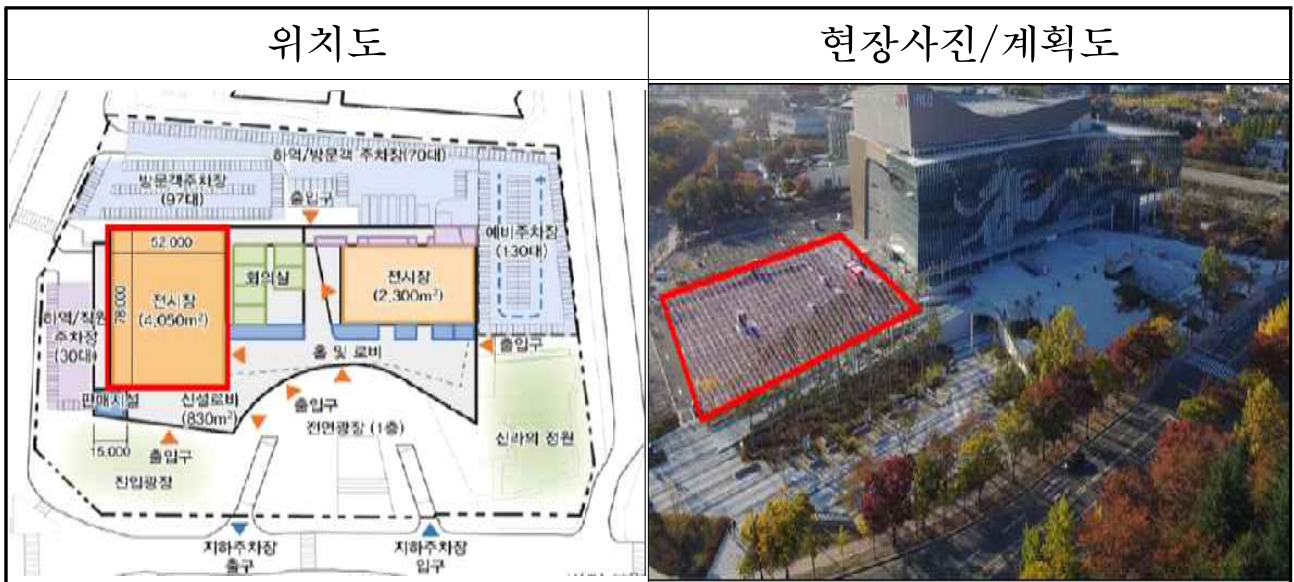 위치도
현장사진/계획도
하역/방문객 주차장(70대)
방문객주차장
(97대)
출입구
예비주차장
(130대)
52,000
78,000
전시장
(4,050m²)
회의실
전시장
(2,300m²)
하역/직원
주차장
(30대)
출입구
홀 및 로비
판매시설
신설로비
(830m²)
출입구
전면광장 (1층)
신라의 정원
15,000
출입구
진입광장
지하주차장
출구
지하주차장
입구